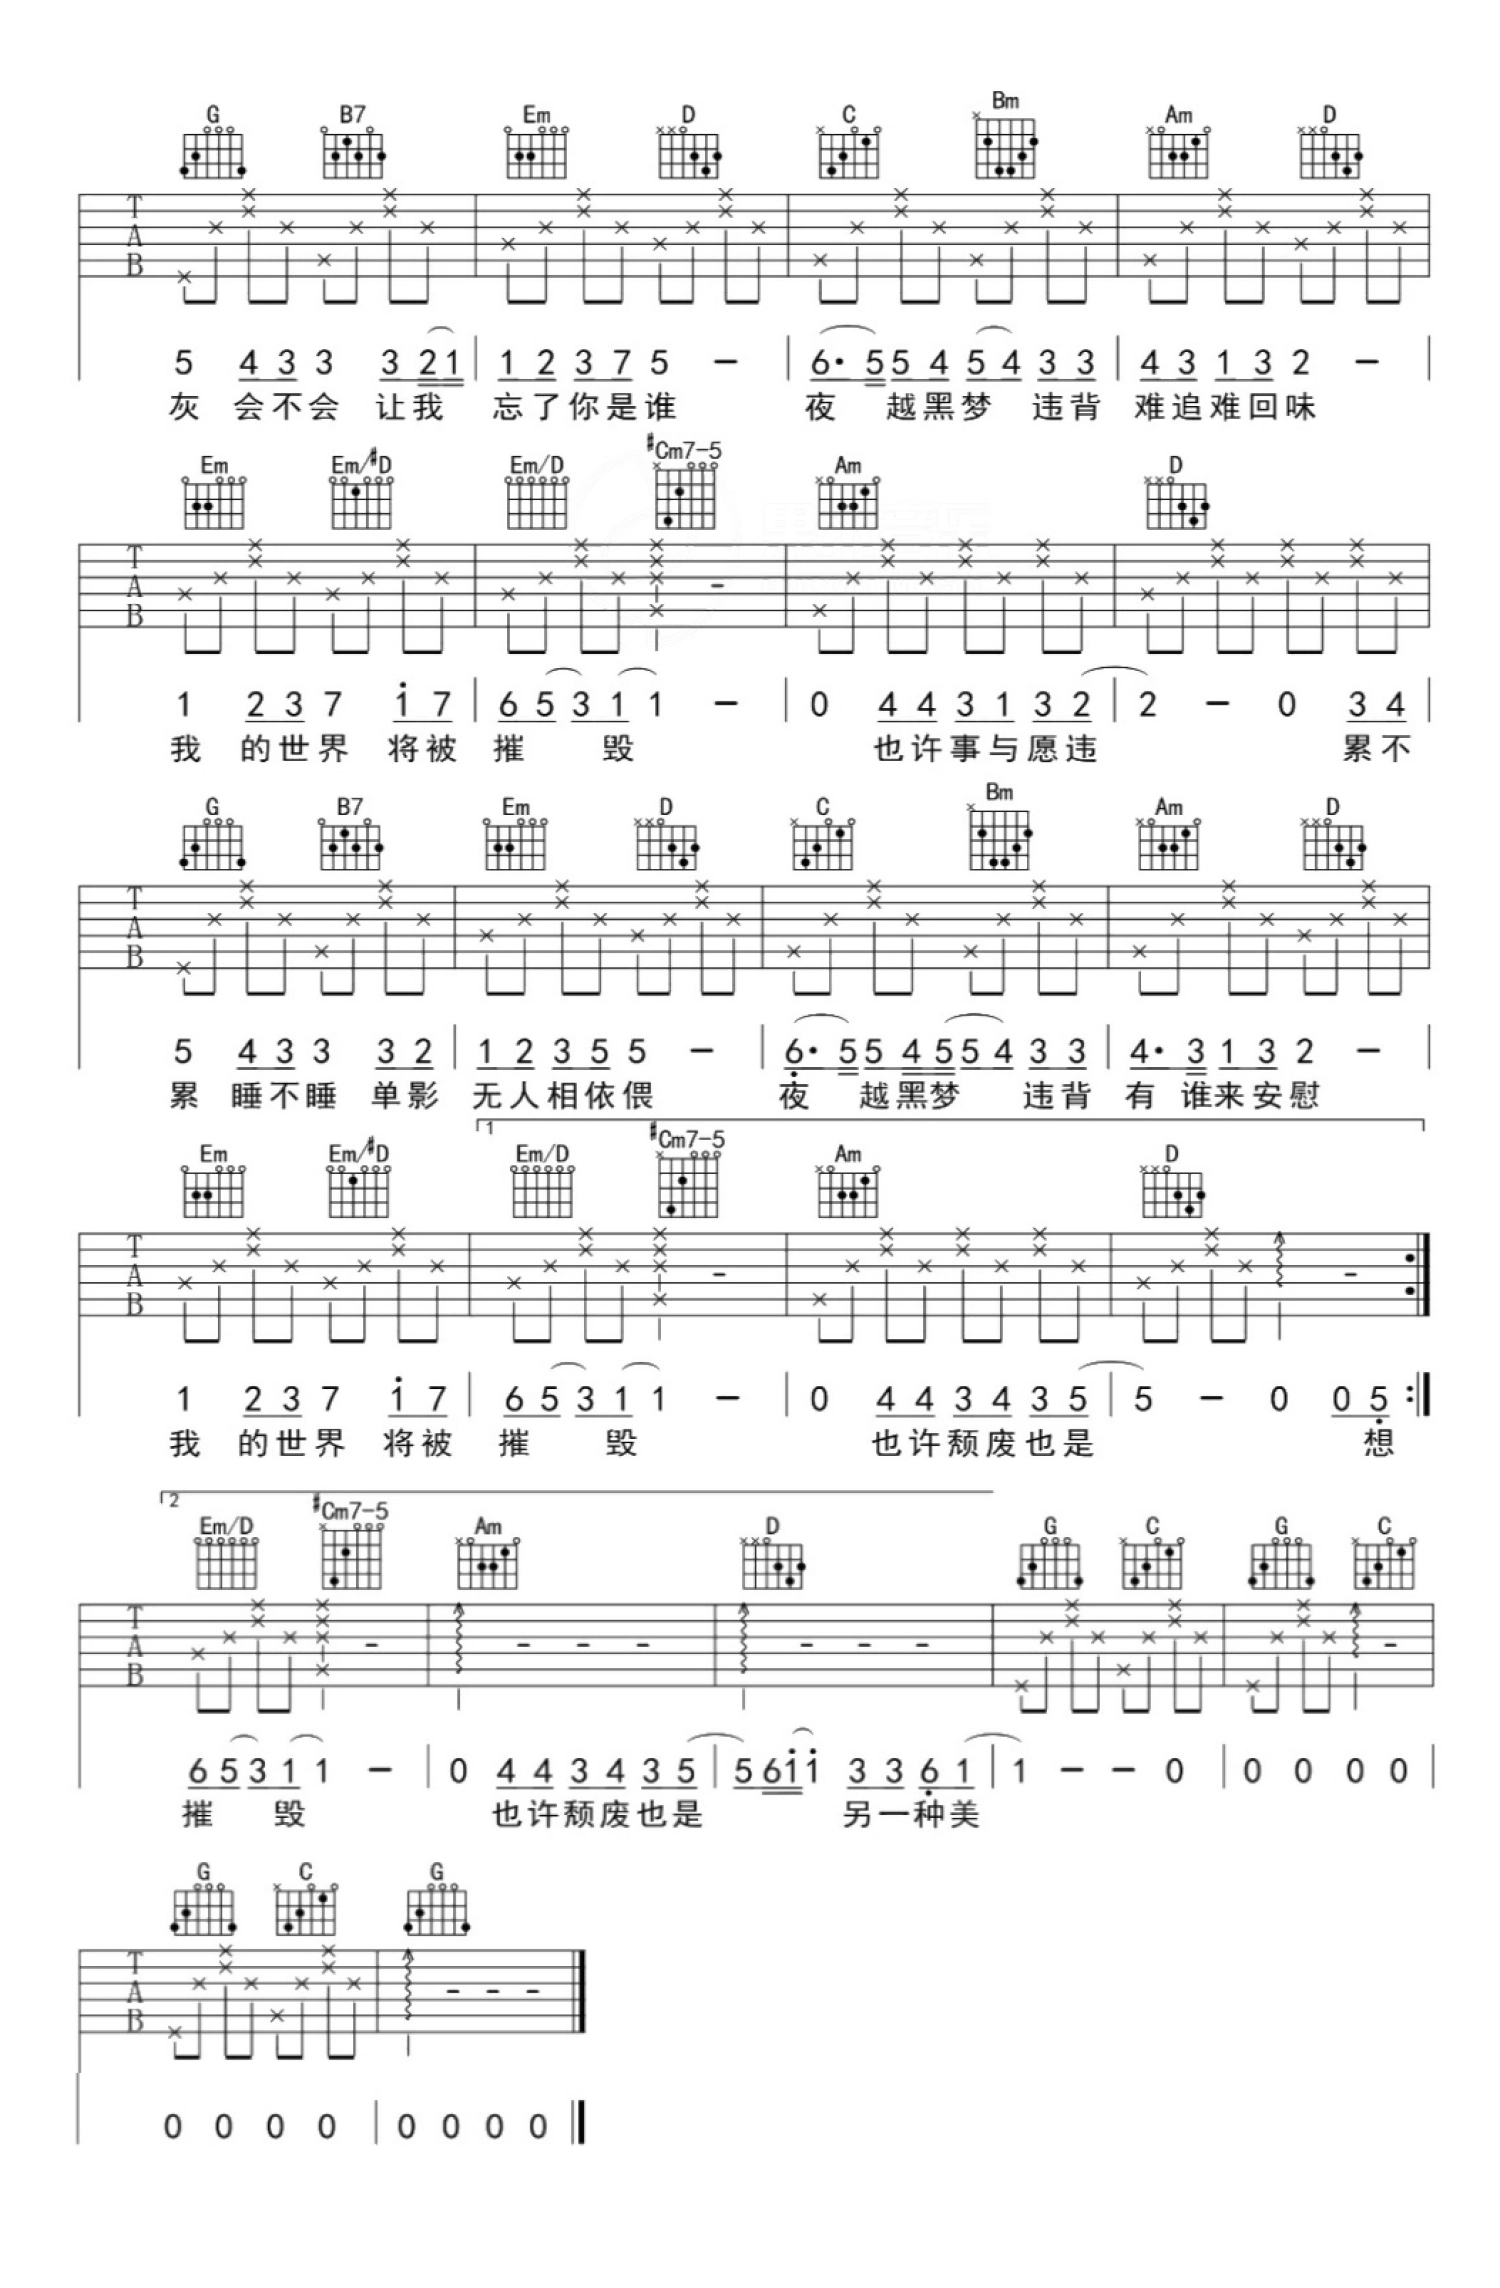 G B7 Em D C Bm Am D
T
A
B
5 4 3 3 3 2 1 | 1 2 3 7 5 - | 6· 5 5 4 5 4 3 3 | 4 3 1 3 2 - |
灰 会不会 让我 忘了你是谁 夜 越黑梦 违背 难追难回味
Em Em/#D Em/D #Cm7-5 Am D
T
A
B
1 2 3 7 i 7 | 6 5 3 1 1 - | 0 4 4 3 1 3 2 | 2 - 0 3 4 |
我 的世界 将被 摧 毁 也许事与愿违 累不
G B7 Em D C Bm Am D
T
A
B
5 4 3 3 3 2 | 1 2 3 5 5 - | 6· 5 5 4 5 5 4 3 3 | 4· 3 1 3 2 - |
累 睡不睡 单影 无人相依偎 夜 越黑梦 违背 有 谁来安慰
1
Em Em/#D Em/D #Cm7-5 Am D
T
A
B
1 2 3 7 i 7 | 6 5 3 1 1 - | 0 4 4 3 4 3 5 | 5 - 0 0 5 :|
我 的世界 将被 摧 毁 也许颓废也是 想
2
Em/D #Cm7-5 Am D G C G C
T
A
B
6 5 3 1 1 - | 0 4 4 3 4 3 5 | 5 6 i i 3 3 6 1 | 1 - - 0 | 0 0 0 0 |
摧 毁 也许颓废也是 另一种美
G C G
T
A
B
0 0 0 0 | 0 0 0 0 |